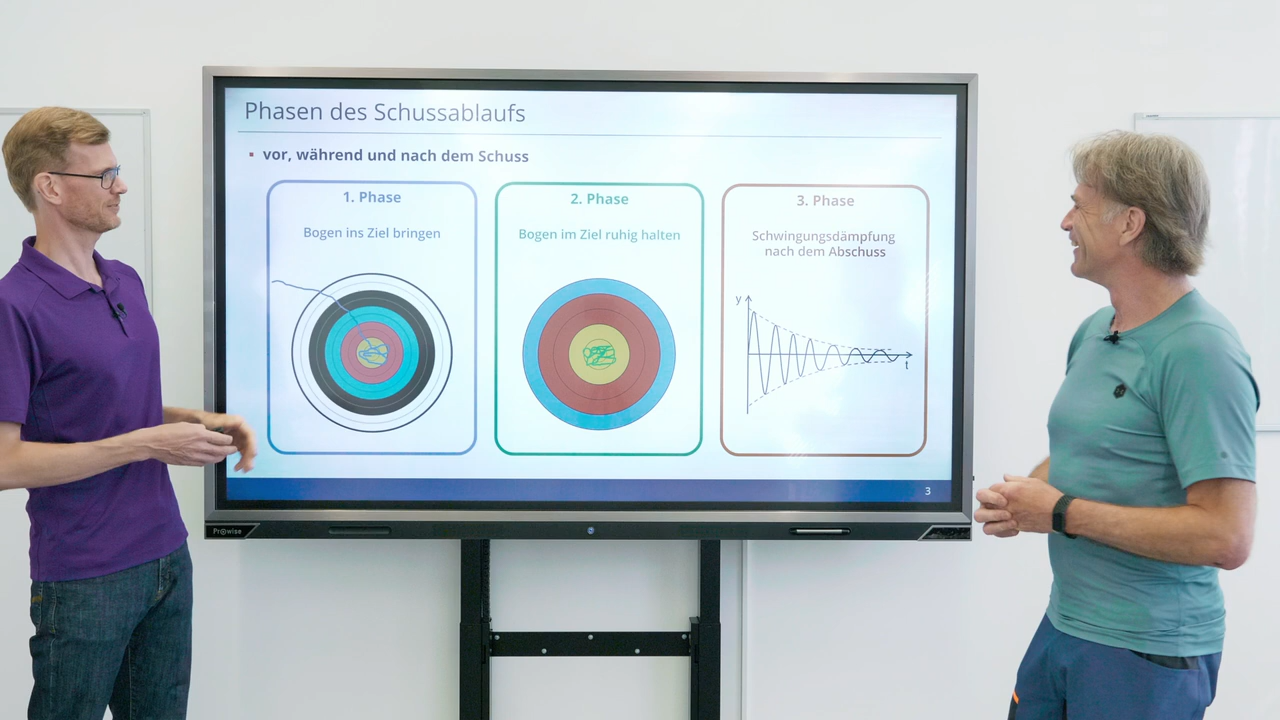 Phasen des Schussablaufs
▪ vor, während und nach dem Schuss
1. Phase
Bogen ins Ziel bringen
2. Phase
Bogen im Ziel ruhig halten
3. Phase
Schwingungsdämpfung
nach dem Abschuss
y
t
3
Prowise